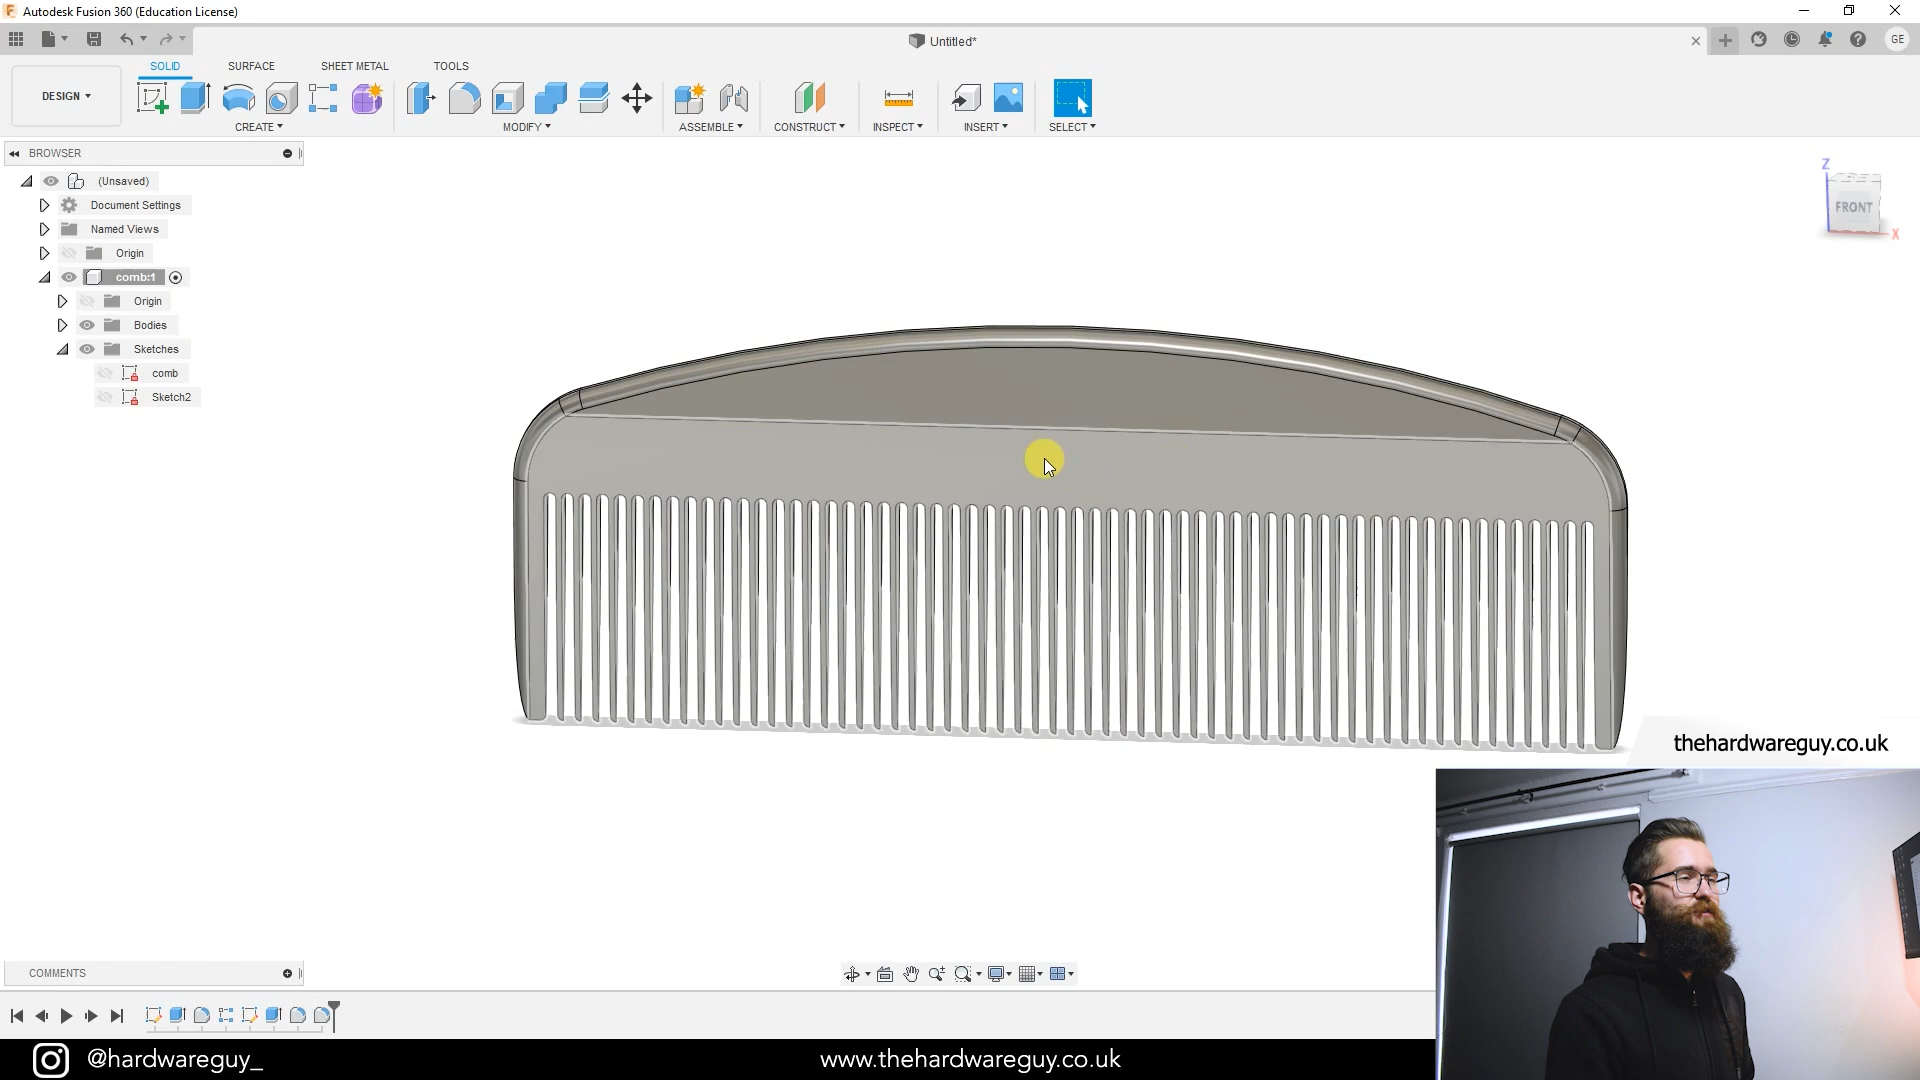 Autodesk Fusion 360 (Education License)
Untitled*
GE
SOLID SURFACE SHEET METAL TOOLS
DESIGN
CREATE MODIFY ASSEMBLE CONSTRUCT INSPECT INSERT SELECT
BROWSER
(Unsaved)
Document Settings
Named Views
Origin
comb:1
Origin
Bodies
Sketches
comb
Sketch2
Z
FRONT
X
thehardwareguy.co.uk
COMMENTS
@hardwareguy_
www.thehardwareguy.co.uk